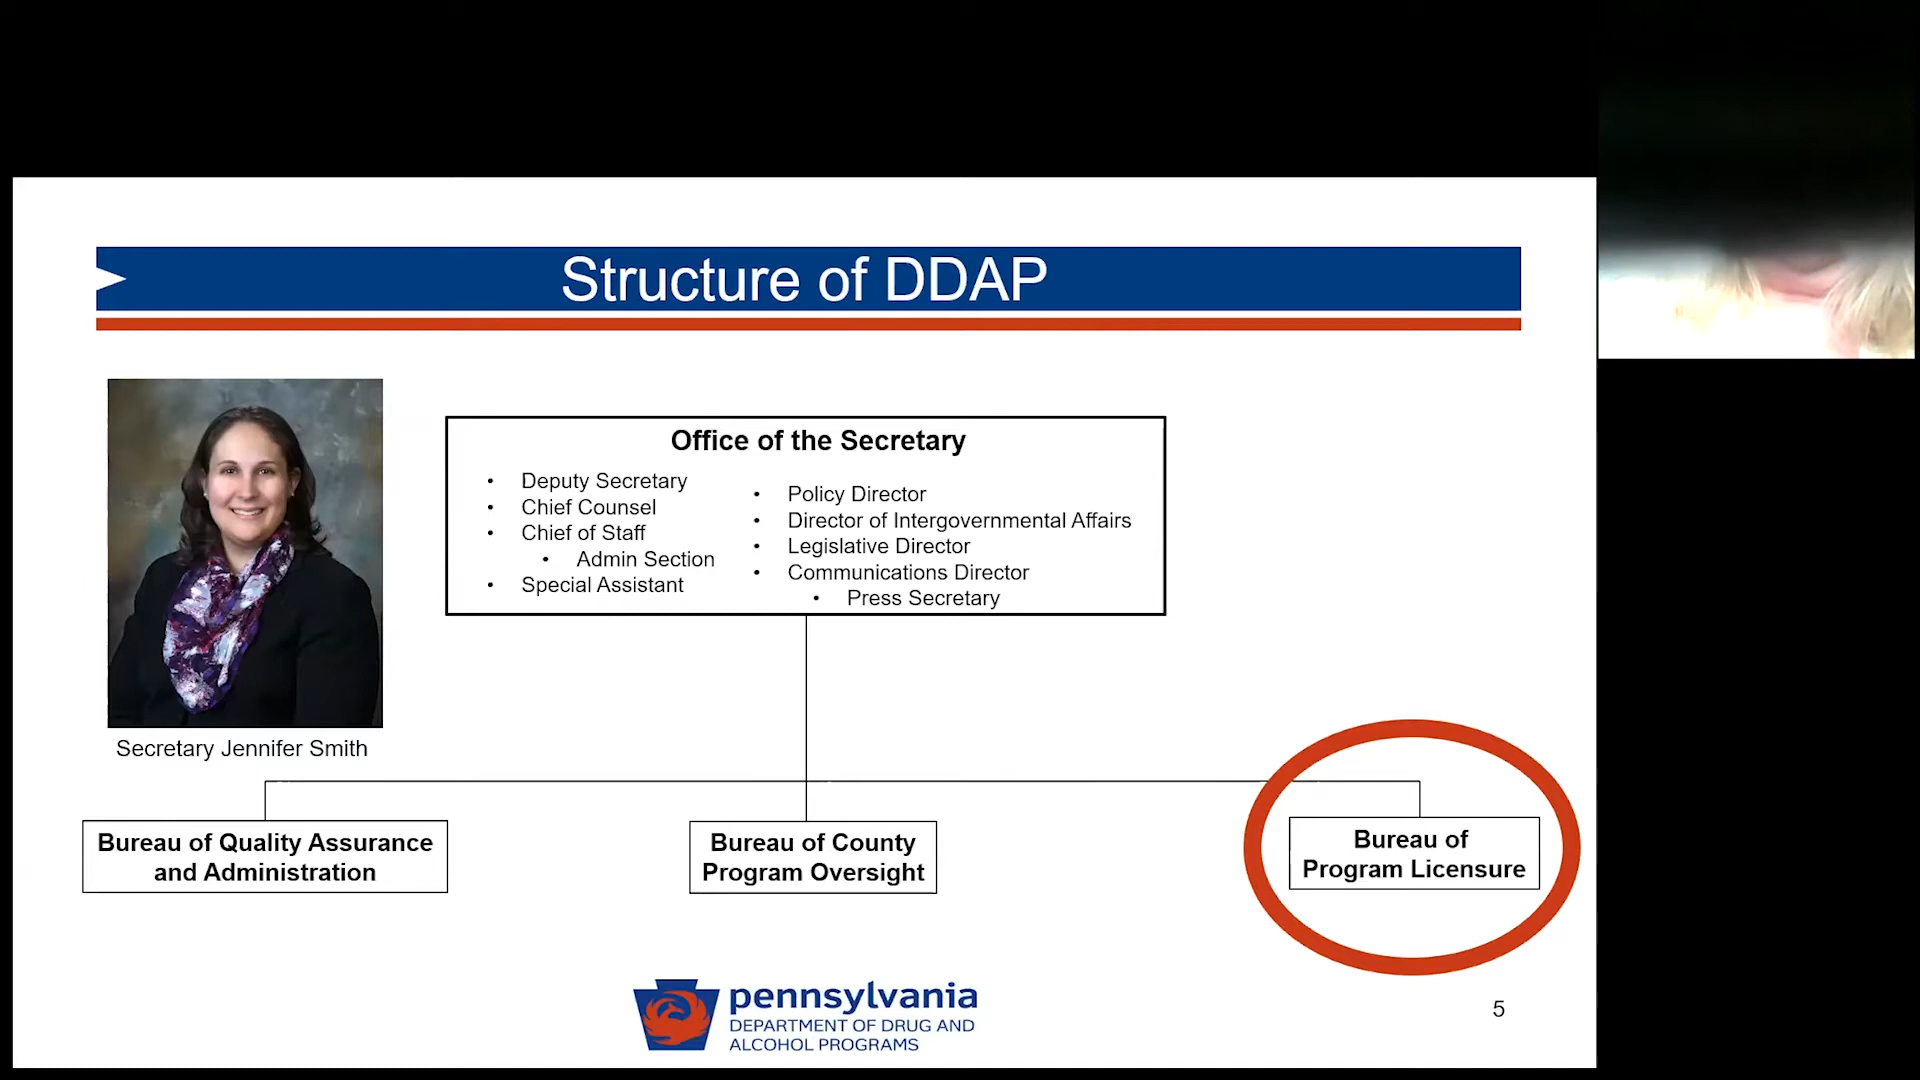 Structure of DDAP
Office of the Secretary
• Deputy Secretary
• Chief Counsel
• Chief of Staff
• Admin Section
• Special Assistant
• Policy Director
• Director of Intergovernmental Affairs
• Legislative Director
• Communications Director
• Press Secretary
Secretary Jennifer Smith
Bureau of Quality Assurance
and Administration
Bureau of County
Program Oversight
Bureau of
Program Licensure
pennsylvania
DEPARTMENT OF DRUG AND
ALCOHOL PROGRAMS
5